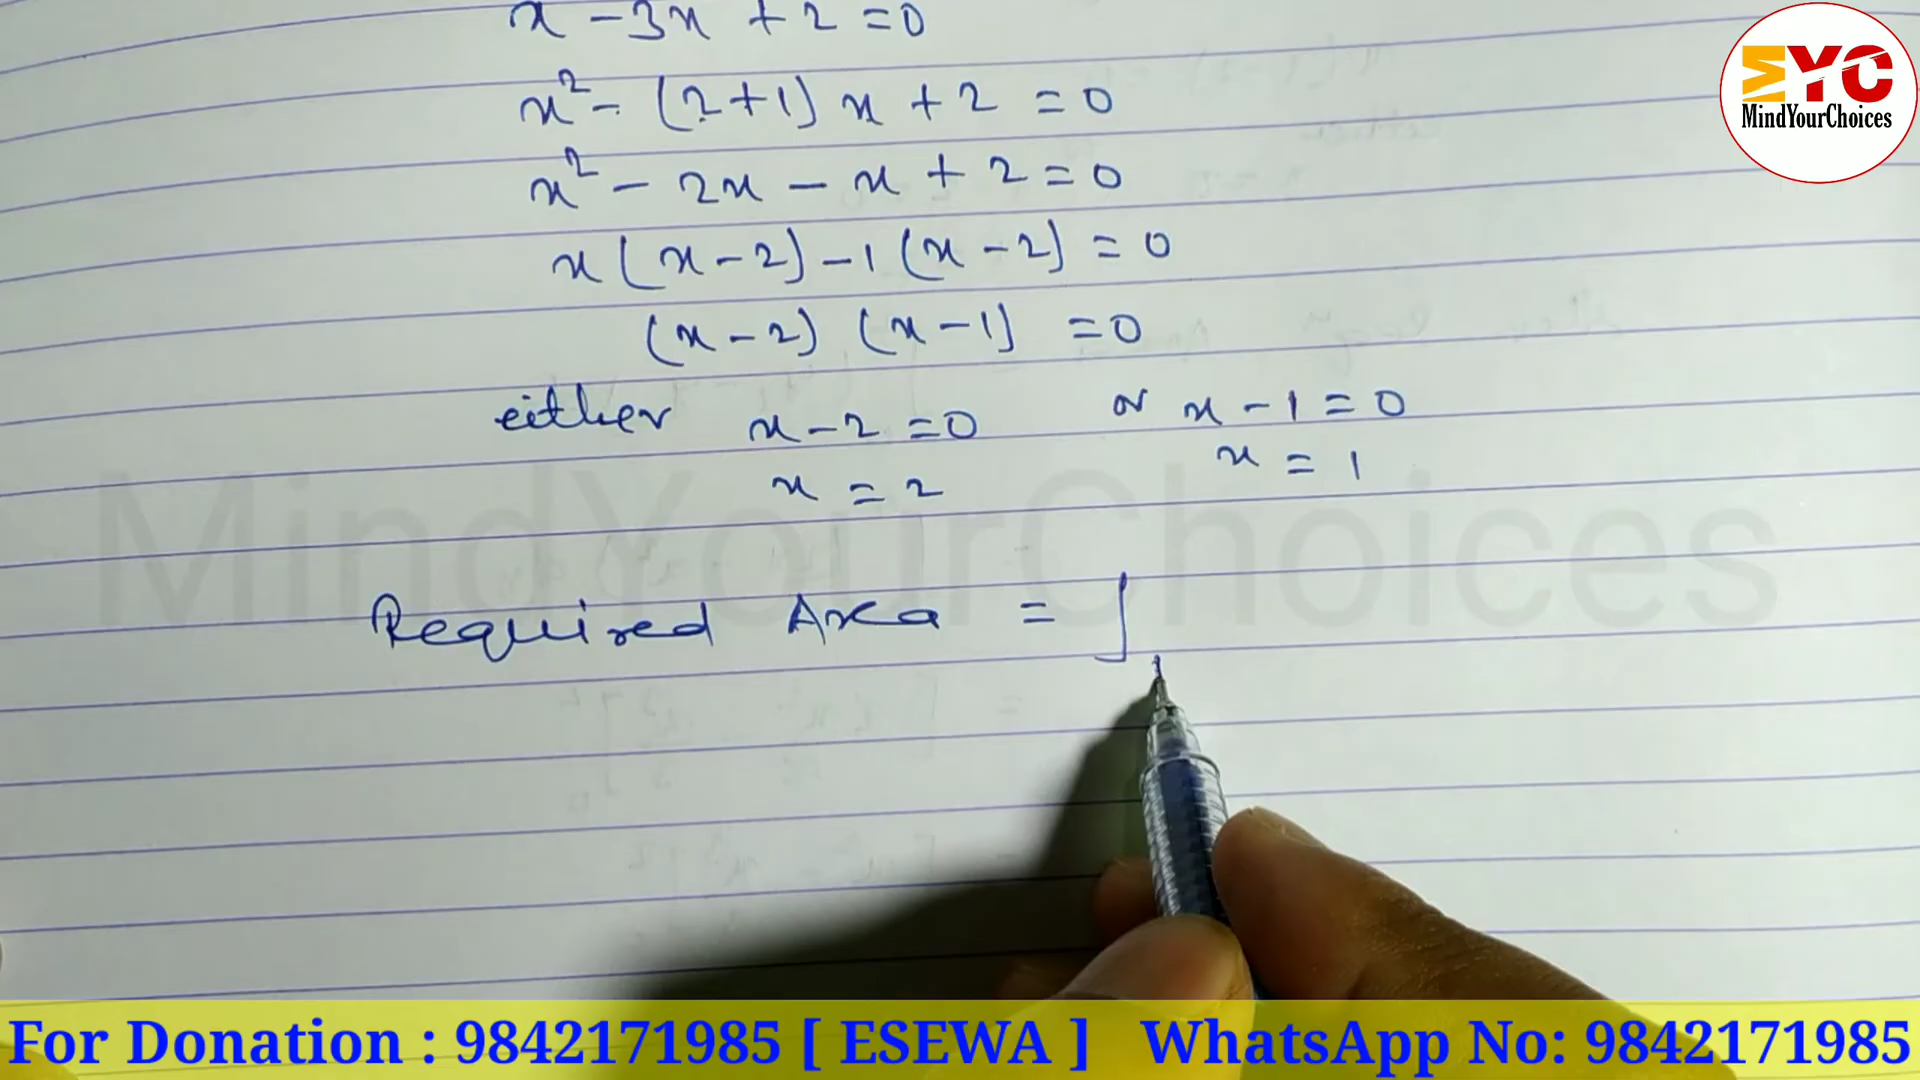 x - 3x + 2 = 0
x² - (2+1) x + 2 = 0
x² - 2x - x + 2 = 0
x (x - 2) - 1 (x - 2) = 0
(x - 2) (x - 1) = 0
either x - 2 = 0 or x - 1 = 0
x = 2 x = 1
Required Area = ∫
MYC
MindYourChoices
MindYourChoices
For Donation : 9842171985 [ ESEWA ] WhatsApp No: 9842171985